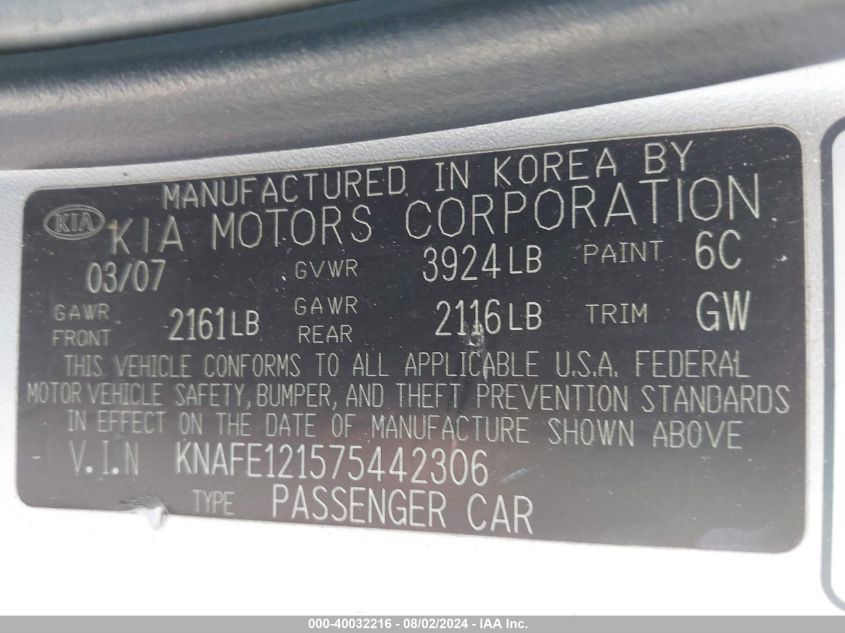 MANUFACTURED IN KOREA BY
KIA KIA MOTORS CORPORATION
03/07 GVWR 3924LB PAINT 6C
GAWR FRONT 2161LB GAWR REAR 2116LB TRIM GW
THIS VEHICLE CONFORMS TO ALL APPLICABLE U.S.A. FEDERAL
MOTOR VEHICLE SAFETY, BUMPER, AND THEFT PREVENTION STANDARDS
IN EFFECT ON THE DATE OF MANUFACTURE SHOWN ABOVE
V.I.N KNAFE121575442306
TYPE PASSENGER CAR
000-40032216 - 08/02/2024 - IAA Inc.